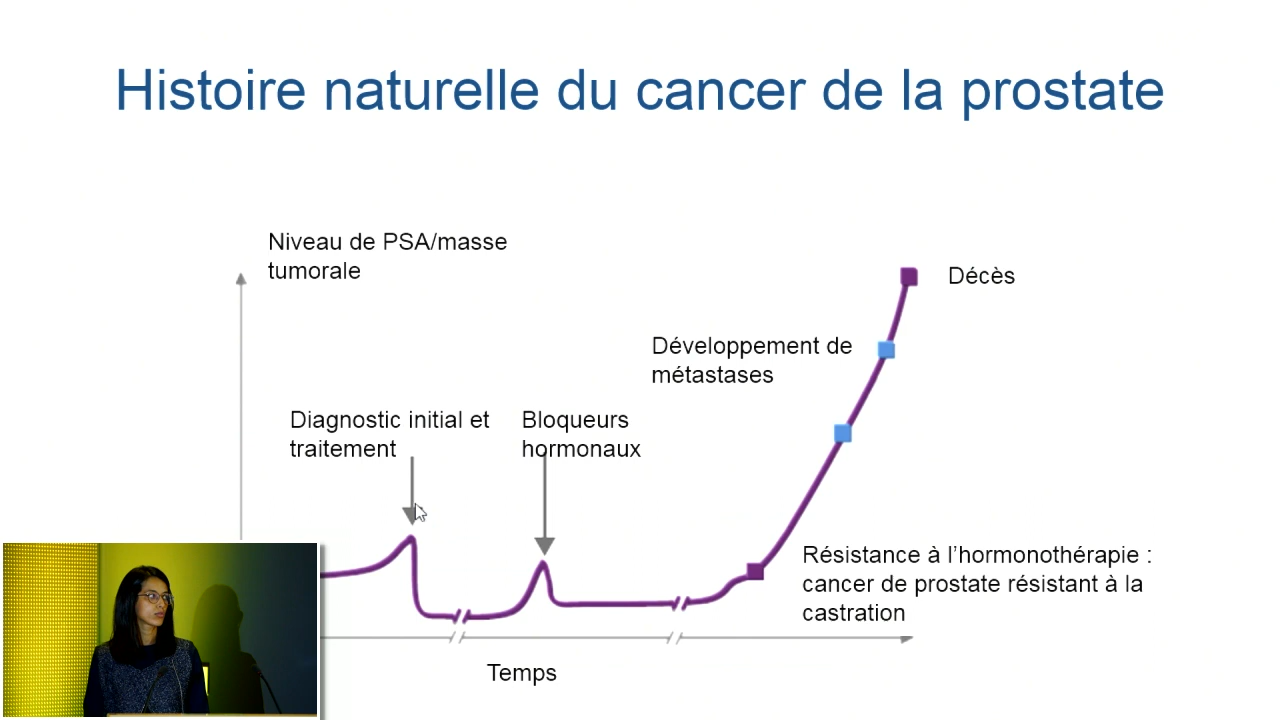 Histoire naturelle du cancer de la prostate
Niveau de PSA/masse
tumorale
Décès
Développement de
métastases
Diagnostic initial et
traitement
Bloqueurs
hormonaux
Résistance à l’hormonothérapie :
cancer de prostate résistant à la
castration
Temps